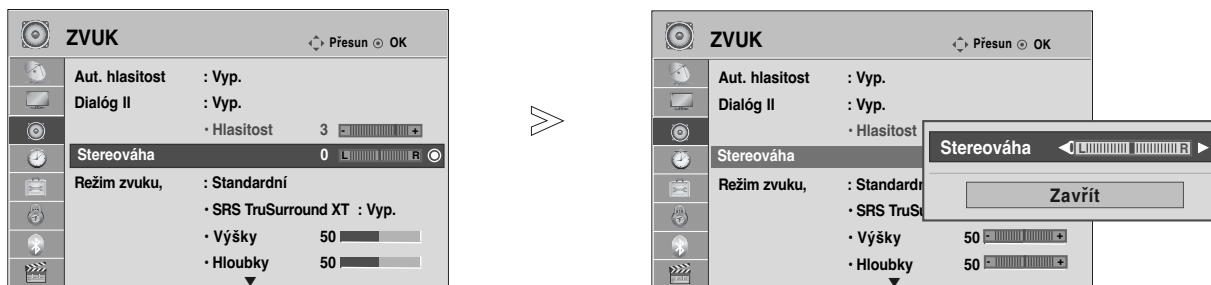 ZVUK Přesun OK
Aut. hlasitost : Vyp.
Dialóg II : Vyp.
• Hlasitost 3 - +
Stereováha 0 L R
Režim zvuku, : Standardní
• SRS TruSurround XT : Vyp.
• Výšky 50
• Hloubky 50
ZVUK Přesun OK
Aut. hlasitost : Vyp.
Dialóg II : Vyp.
• Hlasitost
Stereováha
Režim zvuku, : Standardn
• SRS TruSu
• Výšky 50 - +
• Hloubky 50 - +
Stereováha L R
Zavřít